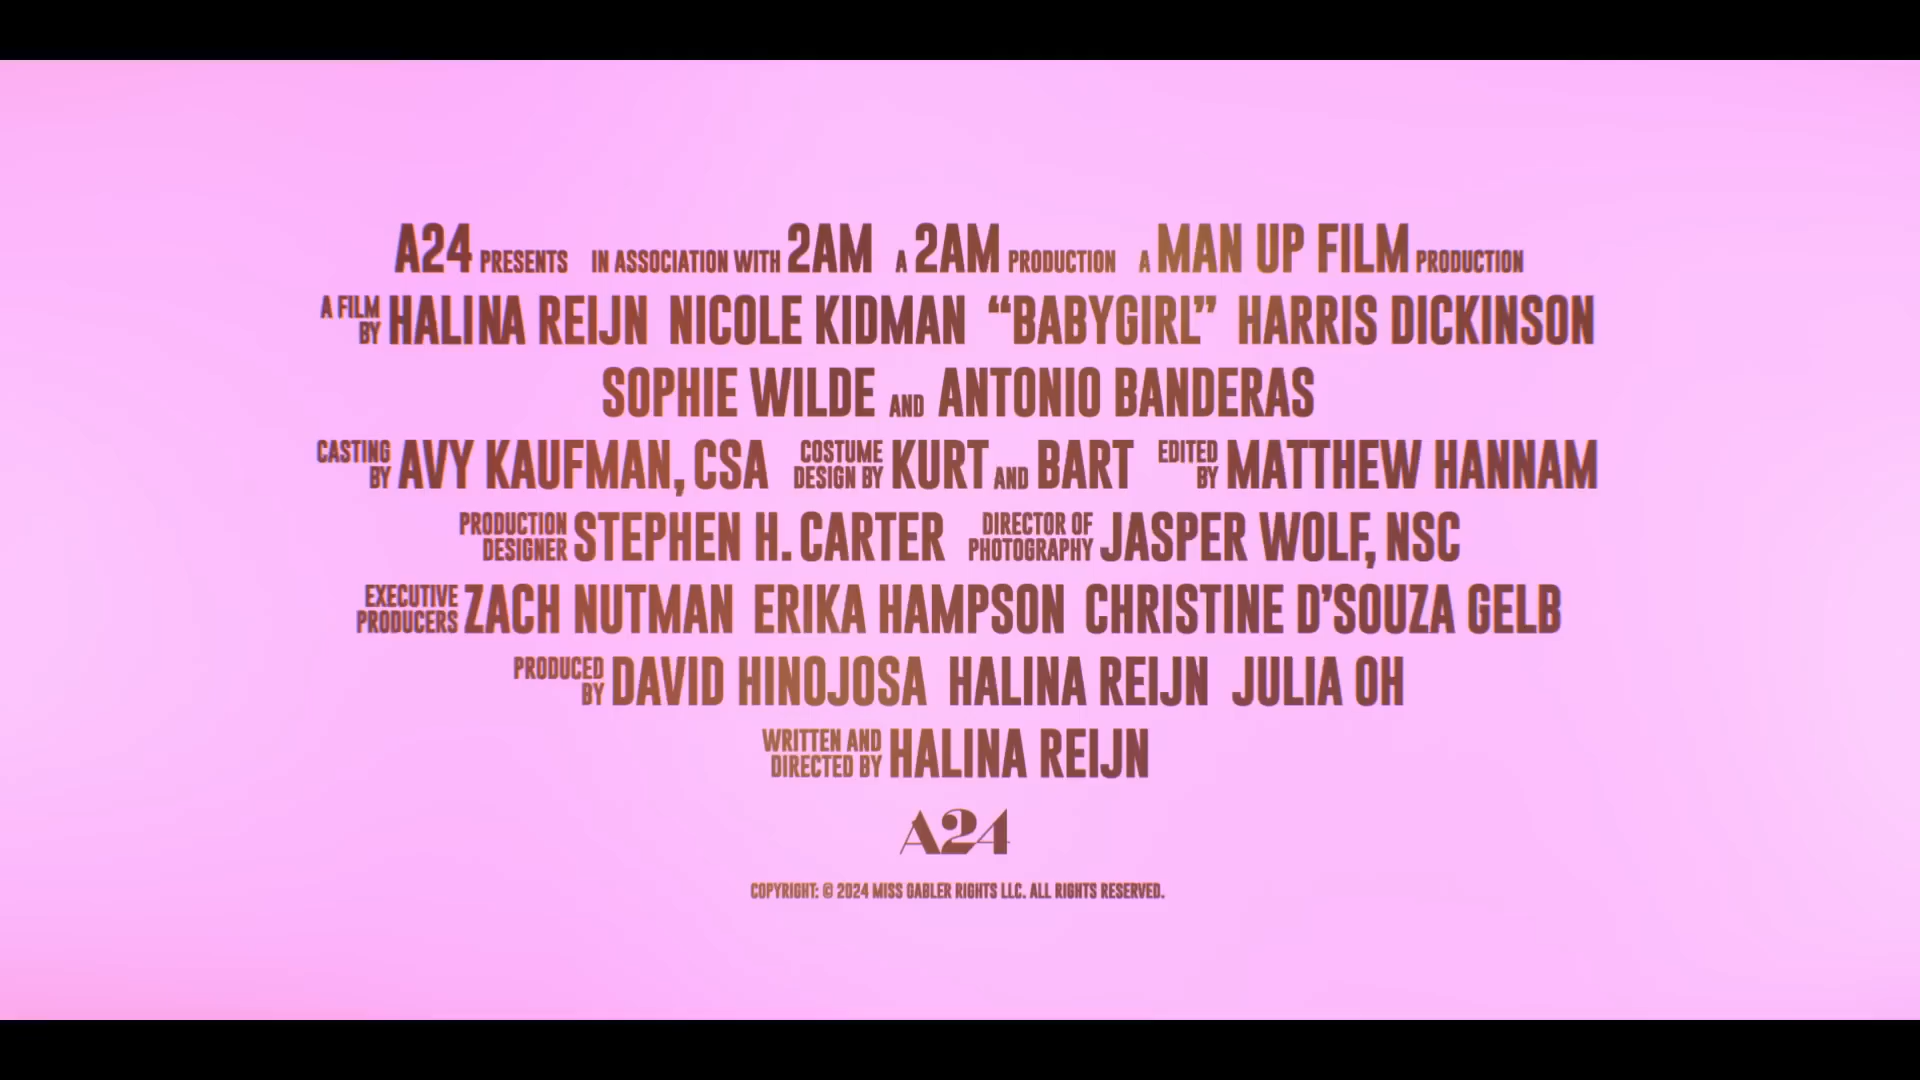 A24 PRESENTS IN ASSOCIATION WITH 2AM A 2AM PRODUCTION A MAN UP FILM PRODUCTION
A FILM BY HALINA REIJN NICOLE KIDMAN “BABYGIRL” HARRIS DICKINSON
SOPHIE WILDE AND ANTONIO BANDERAS
CASTING BY AVY KAUFMAN, CSA COSTUME DESIGN BY KURT AND BART EDITED BY MATTHEW HANNAM
PRODUCTION DESIGNER STEPHEN H. CARTER DIRECTOR OF PHOTOGRAPHY JASPER WOLF, NSC
EXECUTIVE PRODUCERS ZACH NUTMAN ERIKA HAMPSON CHRISTINE D’SOUZA GELB
PRODUCED BY DAVID HINOJOSA HALINA REIJN JULIA OH
WRITTEN AND DIRECTED BY HALINA REIJN
A24
COPYRIGHT: © 2024 MISS GABLER RIGHTS LLC. ALL RIGHTS RESERVED.